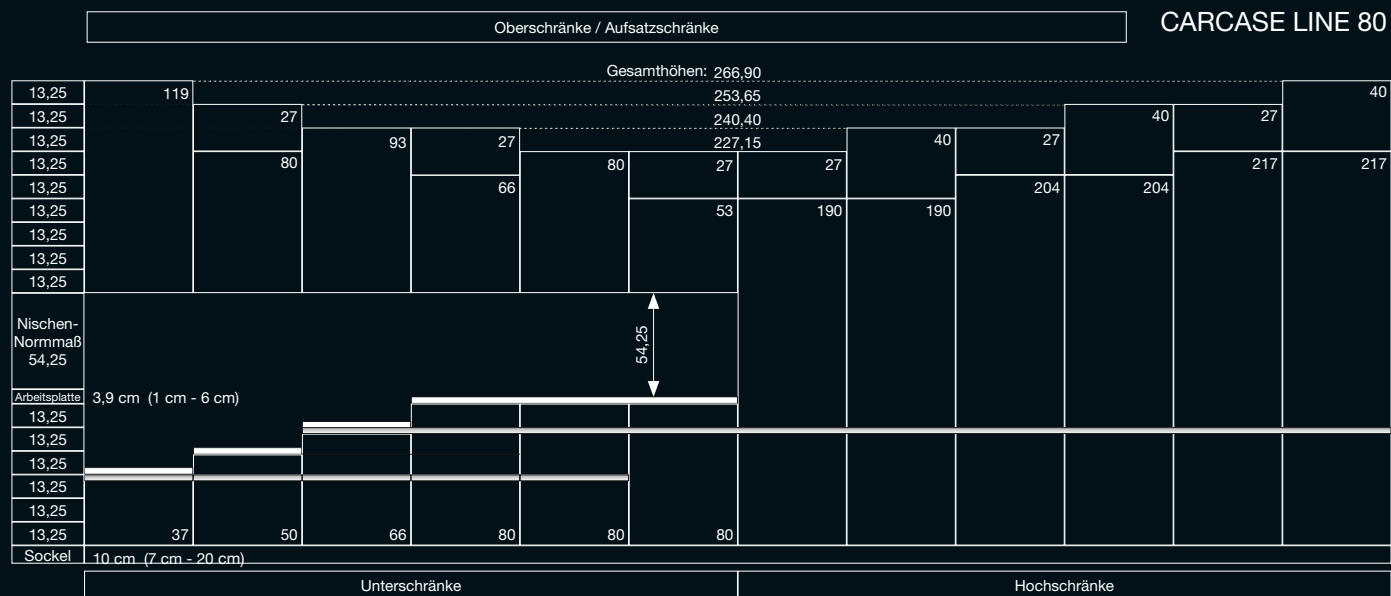 Oberschränke / Aufsatzschränke
CARCASE LINE 80
Gesamthöhen: 266,90
13,25 119 40
253,65
13,25 27 40 27
240,40
13,25 93 27 40 27
227,15
13,25 80 80 27 27 217 217
13,25 66 204 204
13,25 53 190 190
13,25
13,25
13,25
Nischen-
Normmaß
54,25
54,25
Arbeitsplatte 3,9 cm (1 cm - 6 cm)
13,25
13,25
13,25
13,25
13,25
13,25 37 50 66 80 80 80
Sockel 10 cm (7 cm - 20 cm)
Unterschränke Hochschränke